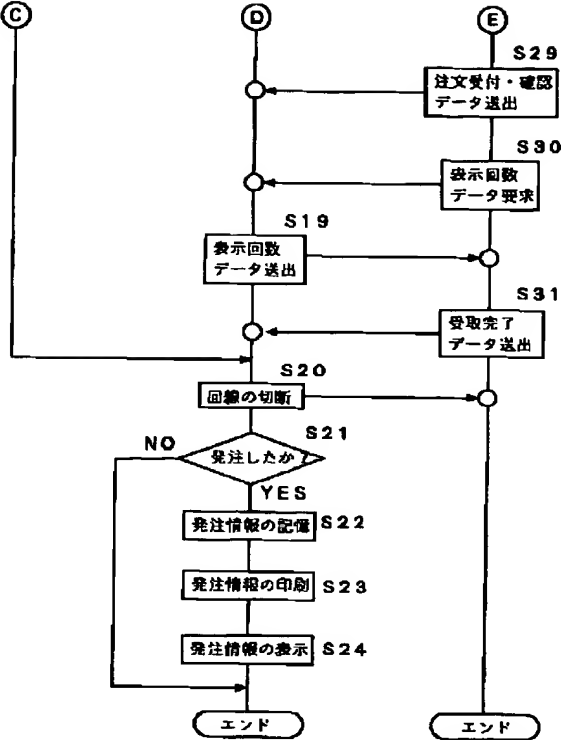 C
D
E
S29
注文受付・確認
データ送出
S30
表示回数
データ要求
S19
表示回数
データ送出
S31
受取完了
データ送出
S20
回線の切断
S21
発注したか?
NO
YES
発注情報の記憶
S22
発注情報の印刷
S23
発注情報の表示
S24
エンド
エンド